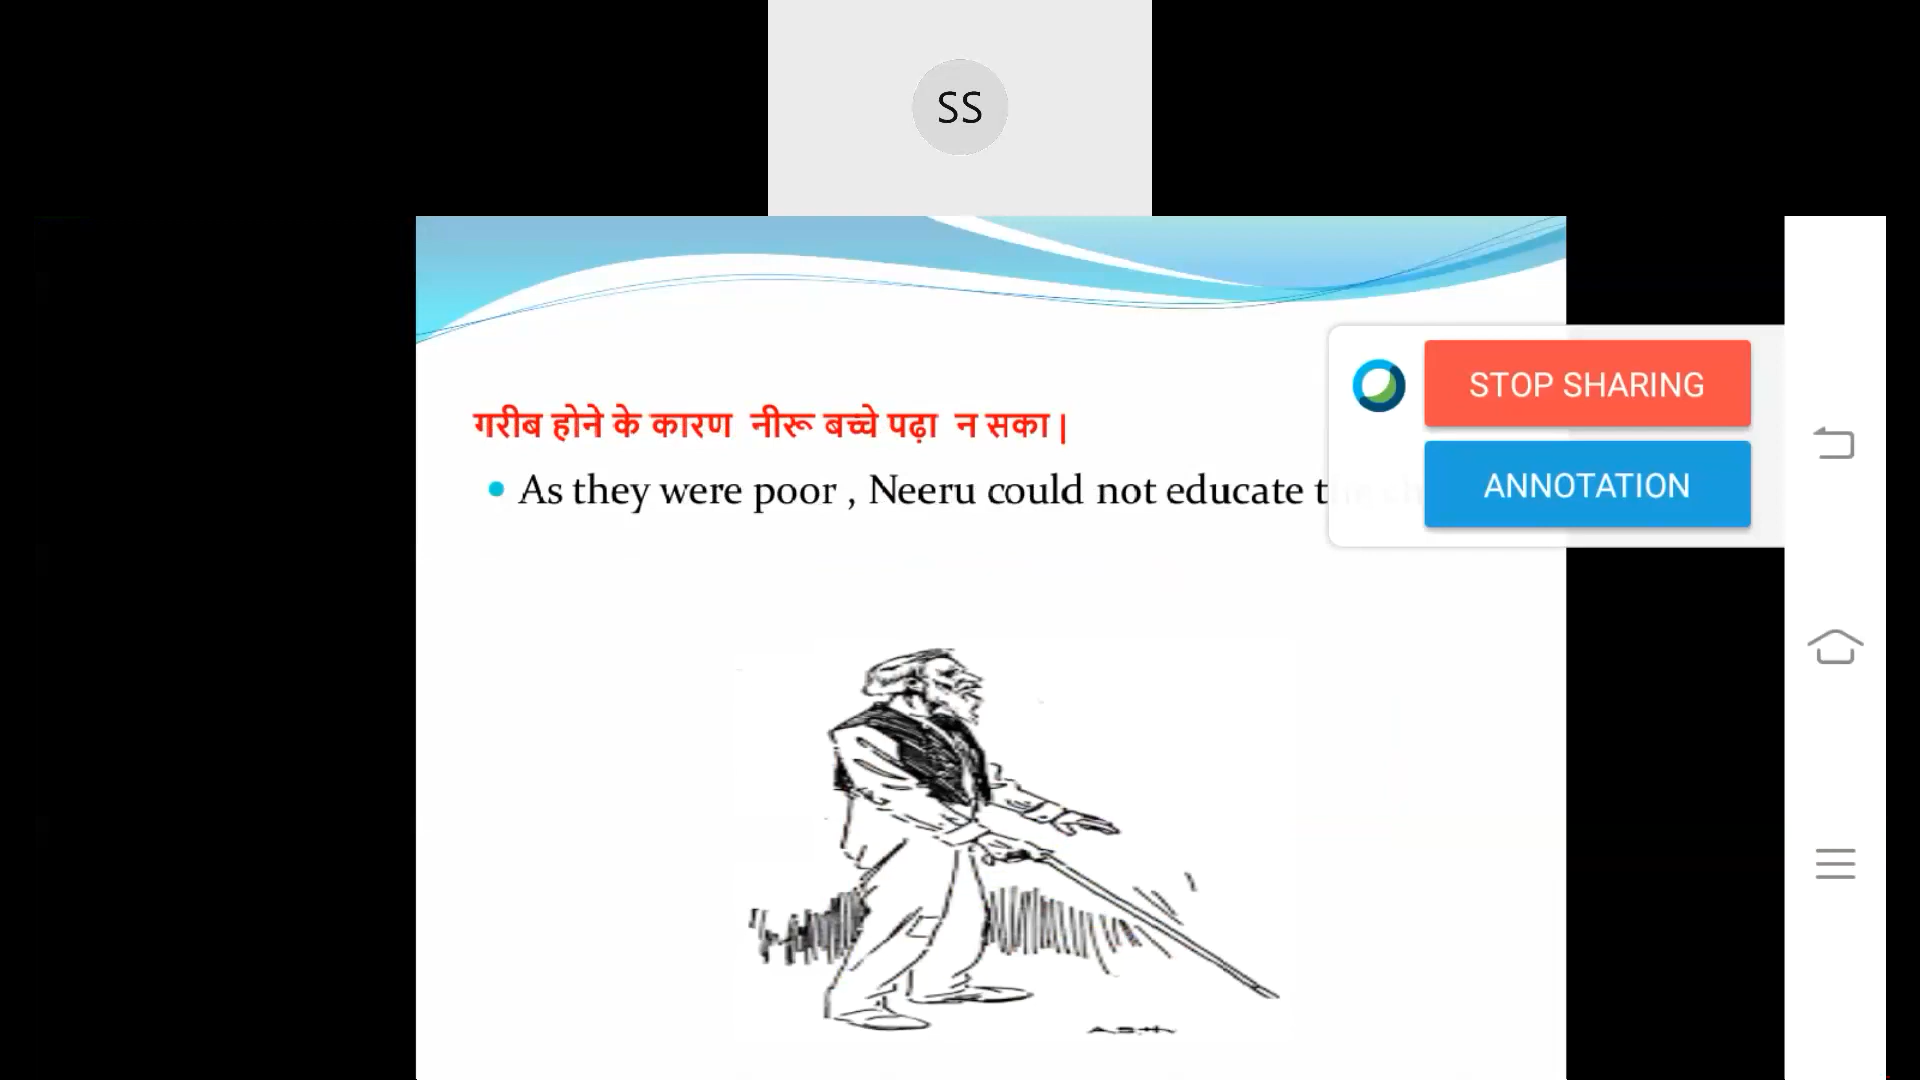 SS
STOP SHARING
गरीब होने के कारण नीरू बच्चे पढ़ा न सका |
ANNOTATION
• As they were poor , Neeru could not educate